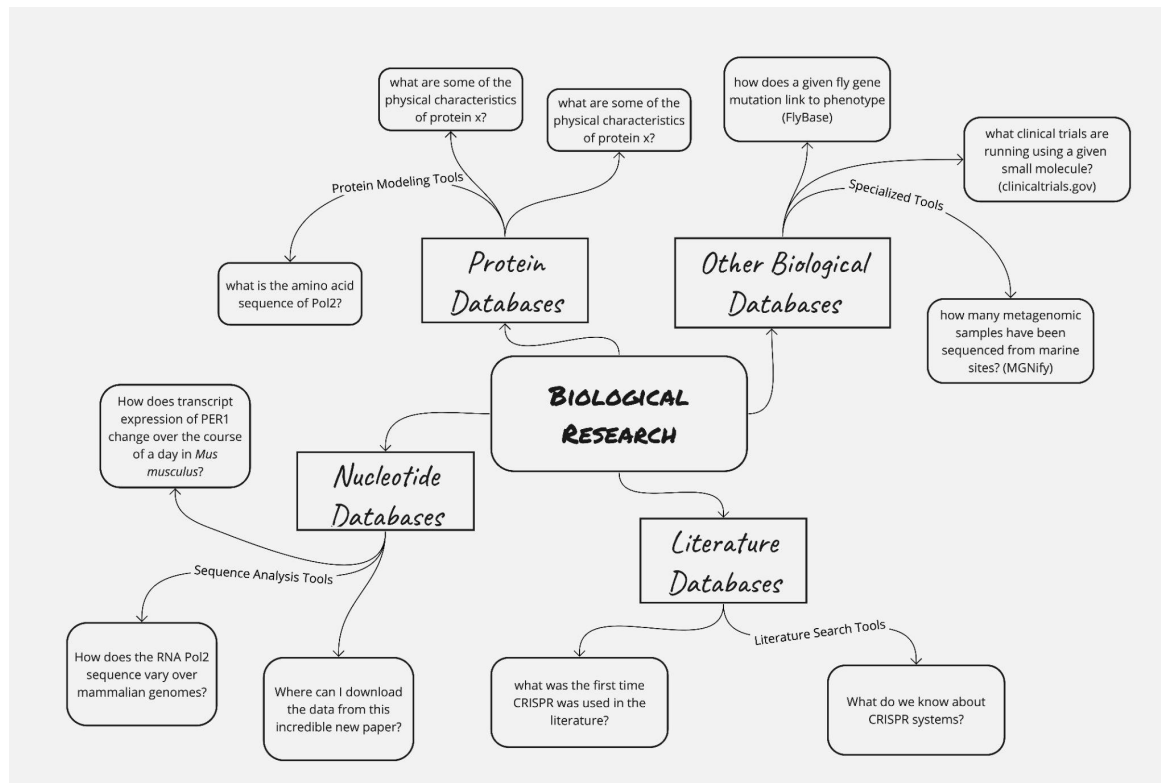 what are some of the
physical characteristics
of protein x?
what are some of the
physical characteristics
of protein x?
Protein Modeling Tools
what is the amino acid
sequence of Pol2?
Protein
Databases
how does a given fly gene
mutation link to phenotype
(FlyBase)
what clinical trials are
running using a given
small molecule?
(clinicaltrials.gov)
Specialized Tools
Other Biological
Databases
how many metagenomic
samples have been
sequenced from marine
sites? (MGNify)
BIOLOGICAL
RESEARCH
How does transcript
expression of PER1
change over the course
of a day in Mus
musculus?
Nucleotide
Databases
Sequence Analysis Tools
How does the RNA Pol2
sequence vary over
mammalian genomes?
Where can I download
the data from this
incredible new paper?
Literature
Databases
Literature Search Tools
what was the first time
CRISPR was used in the
literature?
What do we know about
CRISPR systems?